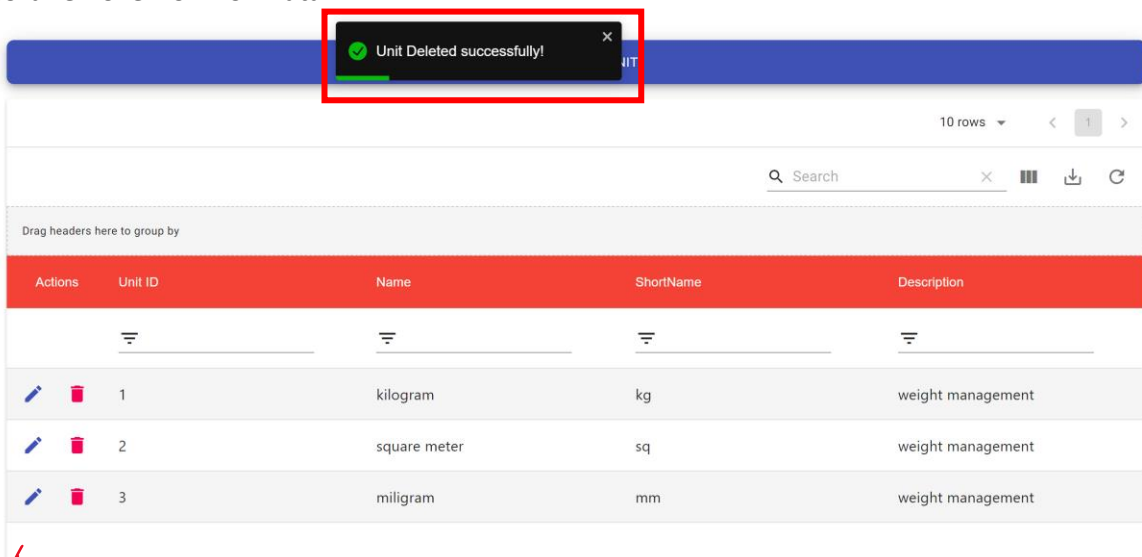 Unit Deleted successfully!
10 rows
1
Search
Drag headers here to group by
Actions Unit ID Name ShortName Description
1 kilogram kg weight management
2 square meter sq weight management
3 miligram mm weight management